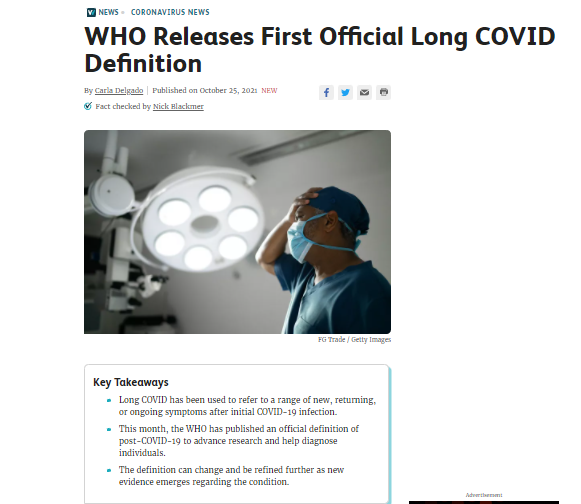 V/ NEWS
CORONAVIRUS NEWS
WHO Releases First Official Long COVID
Definition
By Carla Delgado | Published on October 25, 2021 NEW
Fact checked by Nick Blackmer
FG Trade / Getty Images
Key Takeaways
Long COVID has been used to refer to a range of new, returning,
or ongoing symptoms after initial COVID-19 infection.
This month, the WHO has published an official definition of
post-COVID-19 to advance research and help diagnose
individuals.
The definition can change and be refined further as new
evidence emerges regarding the condition.
Advertisement